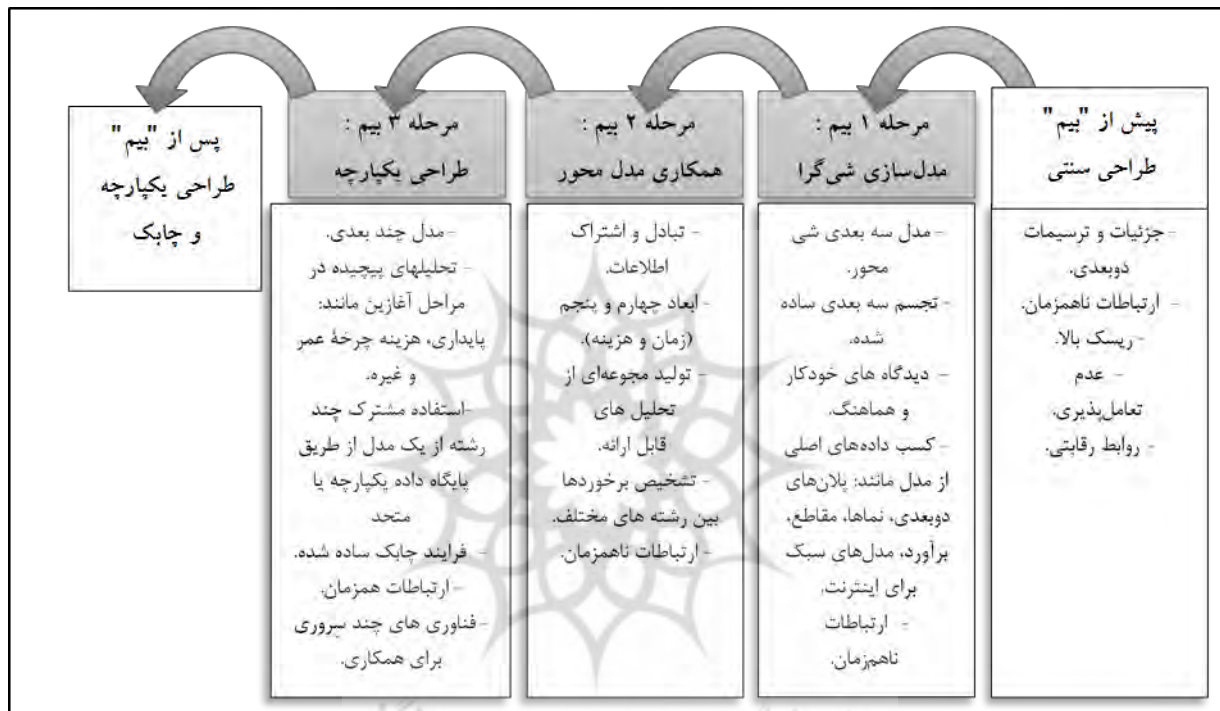 پیش از "بیم"
طراحی سنتی
-جزئیات و ترسیمات
دوبعدی.
- ارتباطات ناهمزمان.
-ریسک بالا.
- عدم
تعامل‌پذیری.
- روابط رقابتی.
مرحله ۱ بیم :
مدل‌سازی شی‌گرا
-مدل سه بعدی شی
محور.
-تجسم سه بعدی ساده
شده.
- دیدگاه های خودکار
و هماهنگ.
-کسب داده‌های اصلی
از مدل مانند: پلان‌های
دوبعدی، نماها، مقاطع،
برآورد، مدل‌های سبک
برای اینترنت.
- ارتباطات
ناهم‌زمان.
مرحله ۲ بیم :
همکاری مدل محور
- تبادل و اشتراک
اطلاعات.
-ابعاد چهارم و پنجم
(زمان و هزینه).
- تولید مجموعه‌ای از
تحلیل های
قابل ارائه.
-تشخیص برخوردها
بین رشته های مختلف.
-ارتباطات ناهمزمان.
مرحله ۳ بیم :
طراحی یکپارچه
-مدل چند بعدی.
- تحلیلهای پیچیده در
مراحل آغازین مانند:
پایداری، هزینه چرخهٔ عمر
و غیره.
-استفاده مشترک چند
رشته از یک مدل از طریق
پایگاه داده یکپارچه یا
متحد
- فرایند چابک ساده شده.
-ارتباطات همزمان.
-فناوری های چند سروری
برای همکاری.
پس از "بیم"
طراحی یکپارچه
و چابک